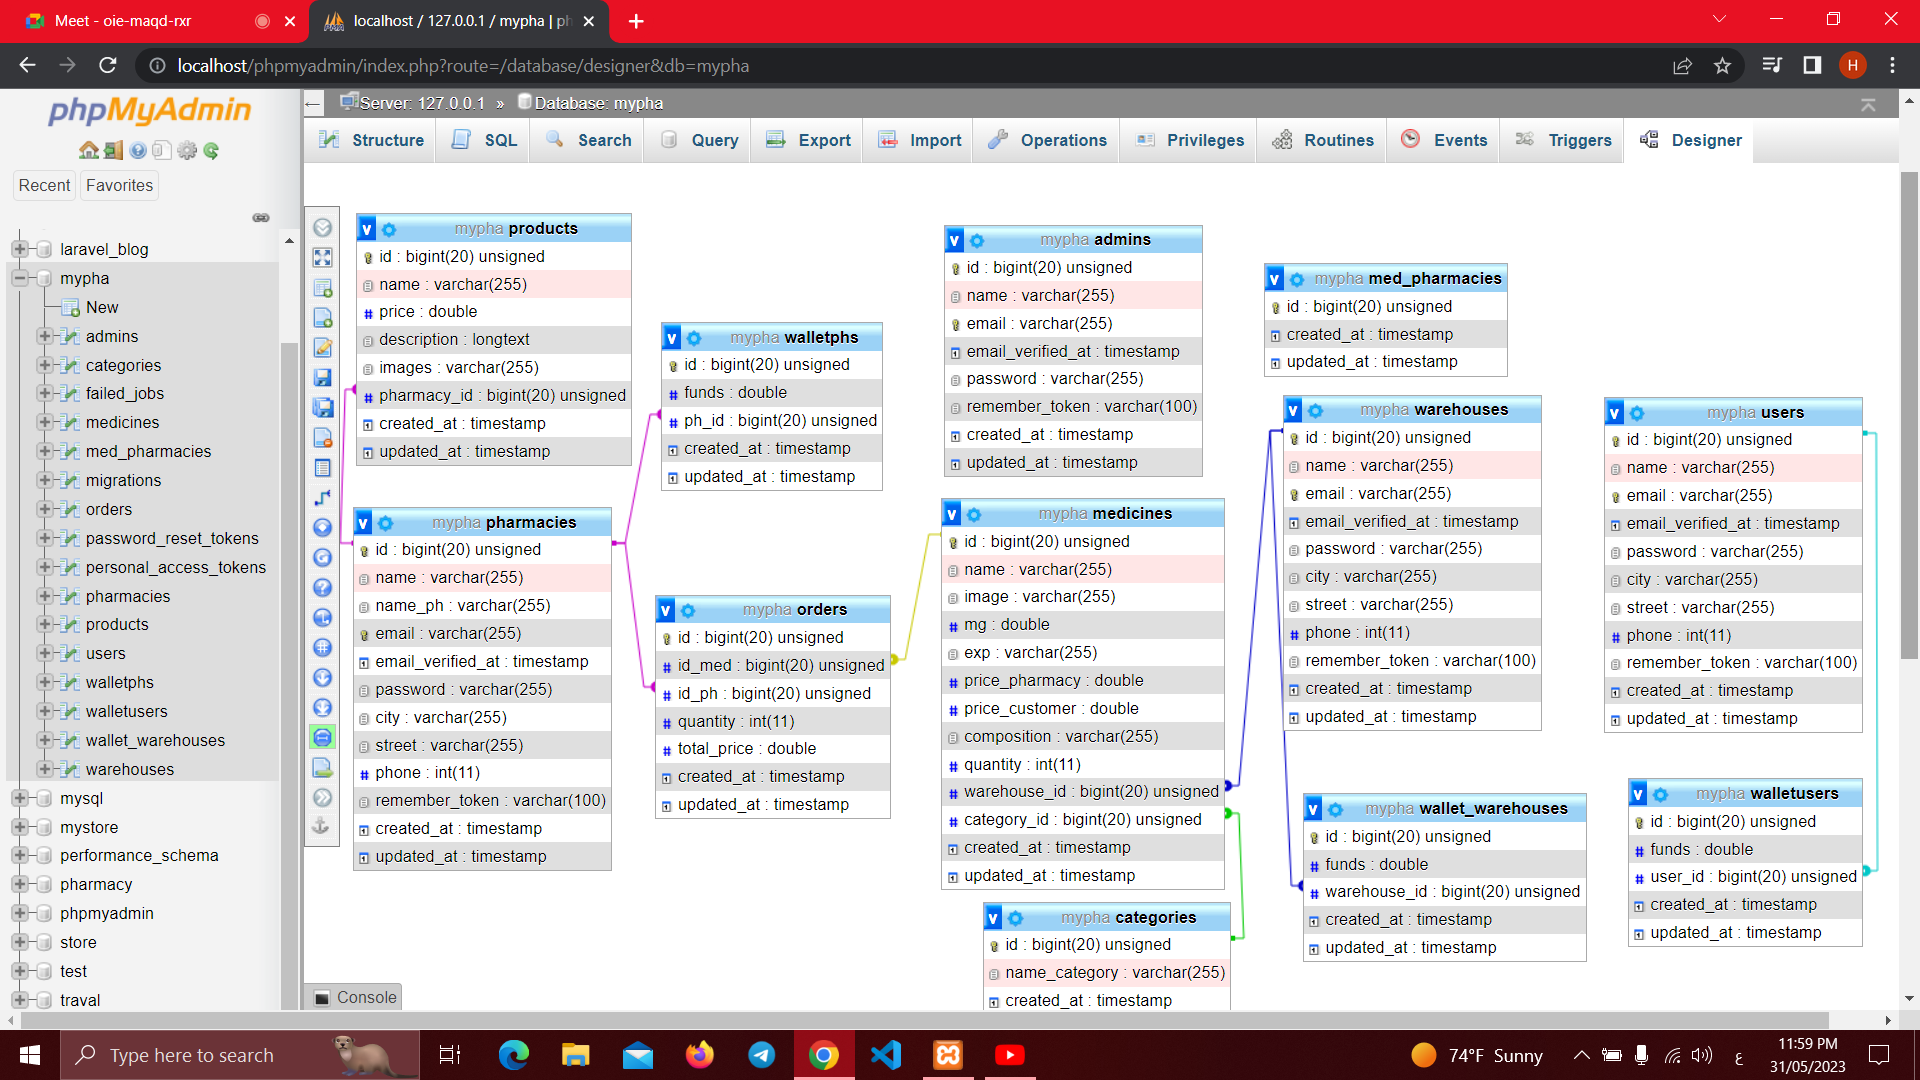 Meet - oie-maqd-rxr
localhost / 127.0.0.1 / mypha | ph
localhost/phpmyadmin/index.php?route=/database/designer&db=mypha
H
phpMyAdmin
Recent
Favorites
laravel_blog
mypha
New
admins
categories
failed_jobs
medicines
med_pharmacies
migrations
orders
password_reset_tokens
personal_access_tokens
pharmacies
products
users
walletphs
walletusers
wallet_warehouses
warehouses
mysql
mystore
performance_schema
pharmacy
phpmyadmin
store
test
traval
Server: 127.0.0.1 » Database: mypha
Structure
SQL
Search
Query
Export
Import
Operations
Privileges
Routines
Events
Triggers
Designer
v mypha products
id : bigint(20) unsigned
name : varchar(255)
# price : double
description : longtext
images : varchar(255)
# pharmacy_id : bigint(20) unsigned
created_at : timestamp
updated_at : timestamp
v mypha pharmacies
id : bigint(20) unsigned
name : varchar(255)
name_ph : varchar(255)
email : varchar(255)
email_verified_at : timestamp
password : varchar(255)
city : varchar(255)
street : varchar(255)
# phone : int(11)
remember_token : varchar(100)
created_at : timestamp
updated_at : timestamp
v mypha walletphs
id : bigint(20) unsigned
# funds : double
# ph_id : bigint(20) unsigned
created_at : timestamp
updated_at : timestamp
v mypha orders
id : bigint(20) unsigned
# id_med : bigint(20) unsigned
# id_ph : bigint(20) unsigned
# quantity : int(11)
# total_price : double
created_at : timestamp
updated_at : timestamp
v mypha admins
id : bigint(20) unsigned
name : varchar(255)
email : varchar(255)
email_verified_at : timestamp
password : varchar(255)
remember_token : varchar(100)
created_at : timestamp
updated_at : timestamp
v mypha medicines
id : bigint(20) unsigned
name : varchar(255)
image : varchar(255)
# mg : double
exp : varchar(255)
# price_pharmacy : double
# price_customer : double
composition : varchar(255)
# quantity : int(11)
# warehouse_id : bigint(20) unsigned
# category_id : bigint(20) unsigned
created_at : timestamp
updated_at : timestamp
v mypha categories
id : bigint(20) unsigned
name_category : varchar(255)
created_at : timestamp
v mypha med_pharmacies
id : bigint(20) unsigned
created_at : timestamp
updated_at : timestamp
v mypha warehouses
id : bigint(20) unsigned
name : varchar(255)
email : varchar(255)
email_verified_at : timestamp
password : varchar(255)
city : varchar(255)
street : varchar(255)
# phone : int(11)
remember_token : varchar(100)
created_at : timestamp
updated_at : timestamp
v mypha wallet_warehouses
id : bigint(20) unsigned
# funds : double
# warehouse_id : bigint(20) unsigned
created_at : timestamp
updated_at : timestamp
v mypha users
id : bigint(20) unsigned
name : varchar(255)
email : varchar(255)
email_verified_at : timestamp
password : varchar(255)
city : varchar(255)
street : varchar(255)
# phone : int(11)
remember_token : varchar(100)
created_at : timestamp
updated_at : timestamp
v mypha walletusers
id : bigint(20) unsigned
# funds : double
# user_id : bigint(20) unsigned
created_at : timestamp
updated_at : timestamp
Console
Type here to search
74°F Sunny
ع
11:59 PM
31/05/2023